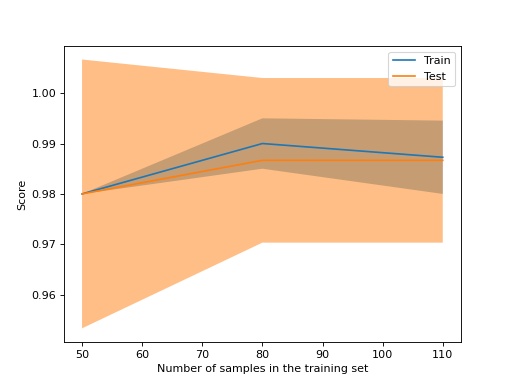 Train
Test
1.00
0.99
0.98
0.97
0.96
Score
50 60 70 80 90 100 110
Number of samples in the training set